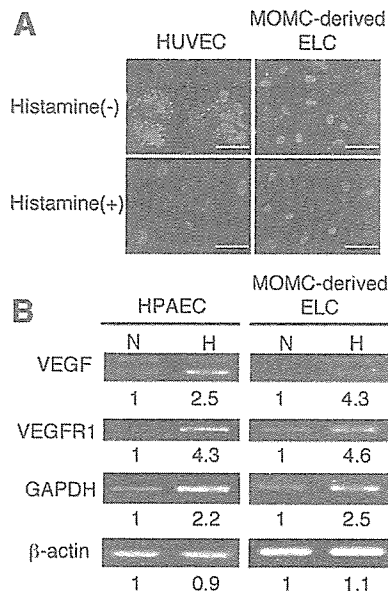 A
HUVEC
MOMC-derived
ELC
Histamine(-)
Histamine(+)
B
HPAEC
MOMC-derived
ELC
N H N H
VEGF
1 2.5 1 4.3
VEGFR1
1 4.3 1 4.6
GAPDH
1 2.2 1 2.5
β-actin
1 0.9 1 1.1